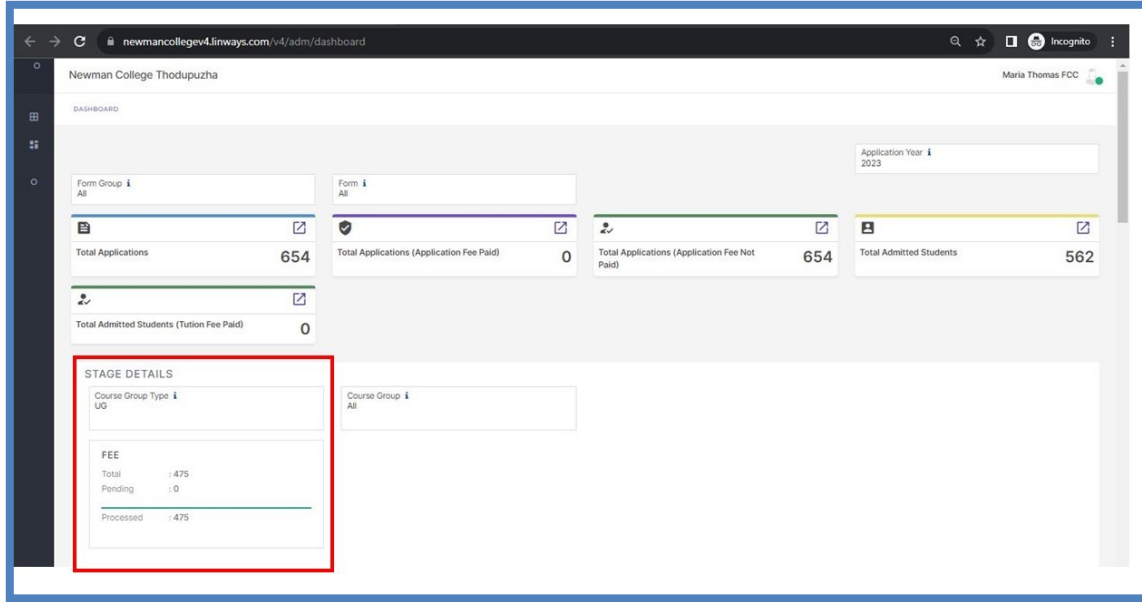 newmancollegev4.linways.com/v4/adm/dashboard
Incognito
Newman College Thodupuzha
Maria Thomas FCC
DASHBOARD
Application Year i
2023
Form Group i
All
Form i
All
Total Applications
654
Total Applications (Application Fee Paid)
0
Total Applications (Application Fee Not
Paid)
654
Total Admitted Students
562
Total Admitted Students (Tution Fee Paid)
0
STAGE DETAILS
Course Group Type i
UG
Course Group i
All
FEE
Total : 475
Pending : 0
Processed : 475